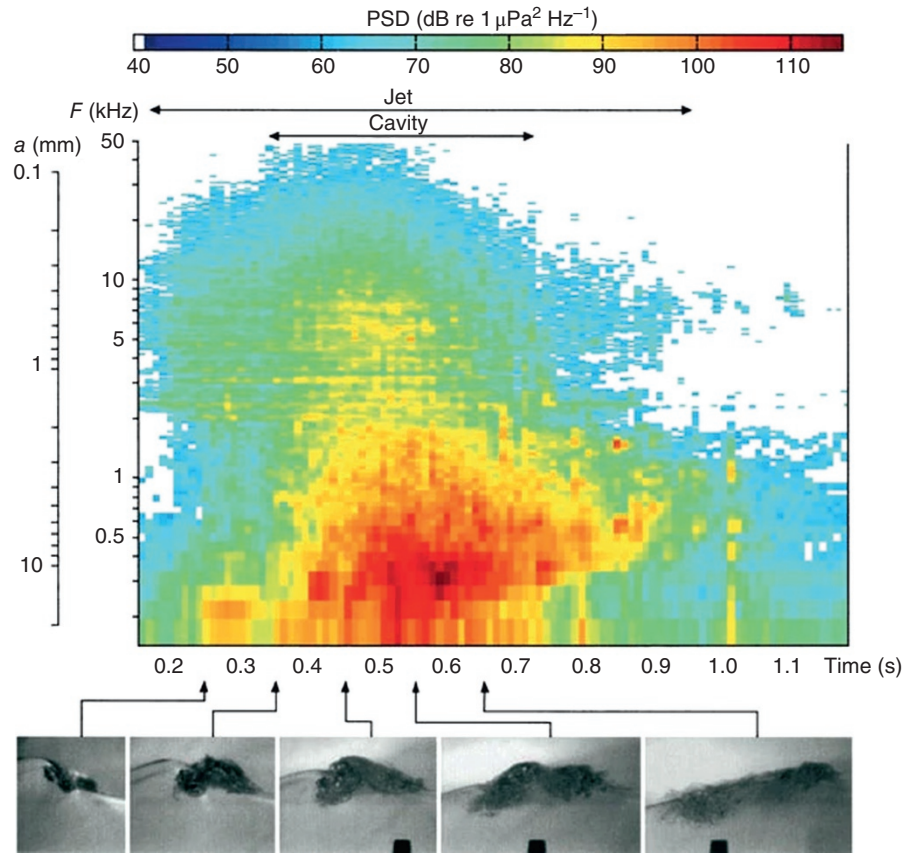 PSD (dB re 1 μPa² Hz⁻¹)
40 50 60 70 80 90 100 110
Jet
F (kHz)
Cavity
a (mm)
50
0.1
10
5
1
1
0.5
10
0.2 0.3 0.4 0.5 0.6 0.7 0.8 0.9 1.0 1.1 Time (s)